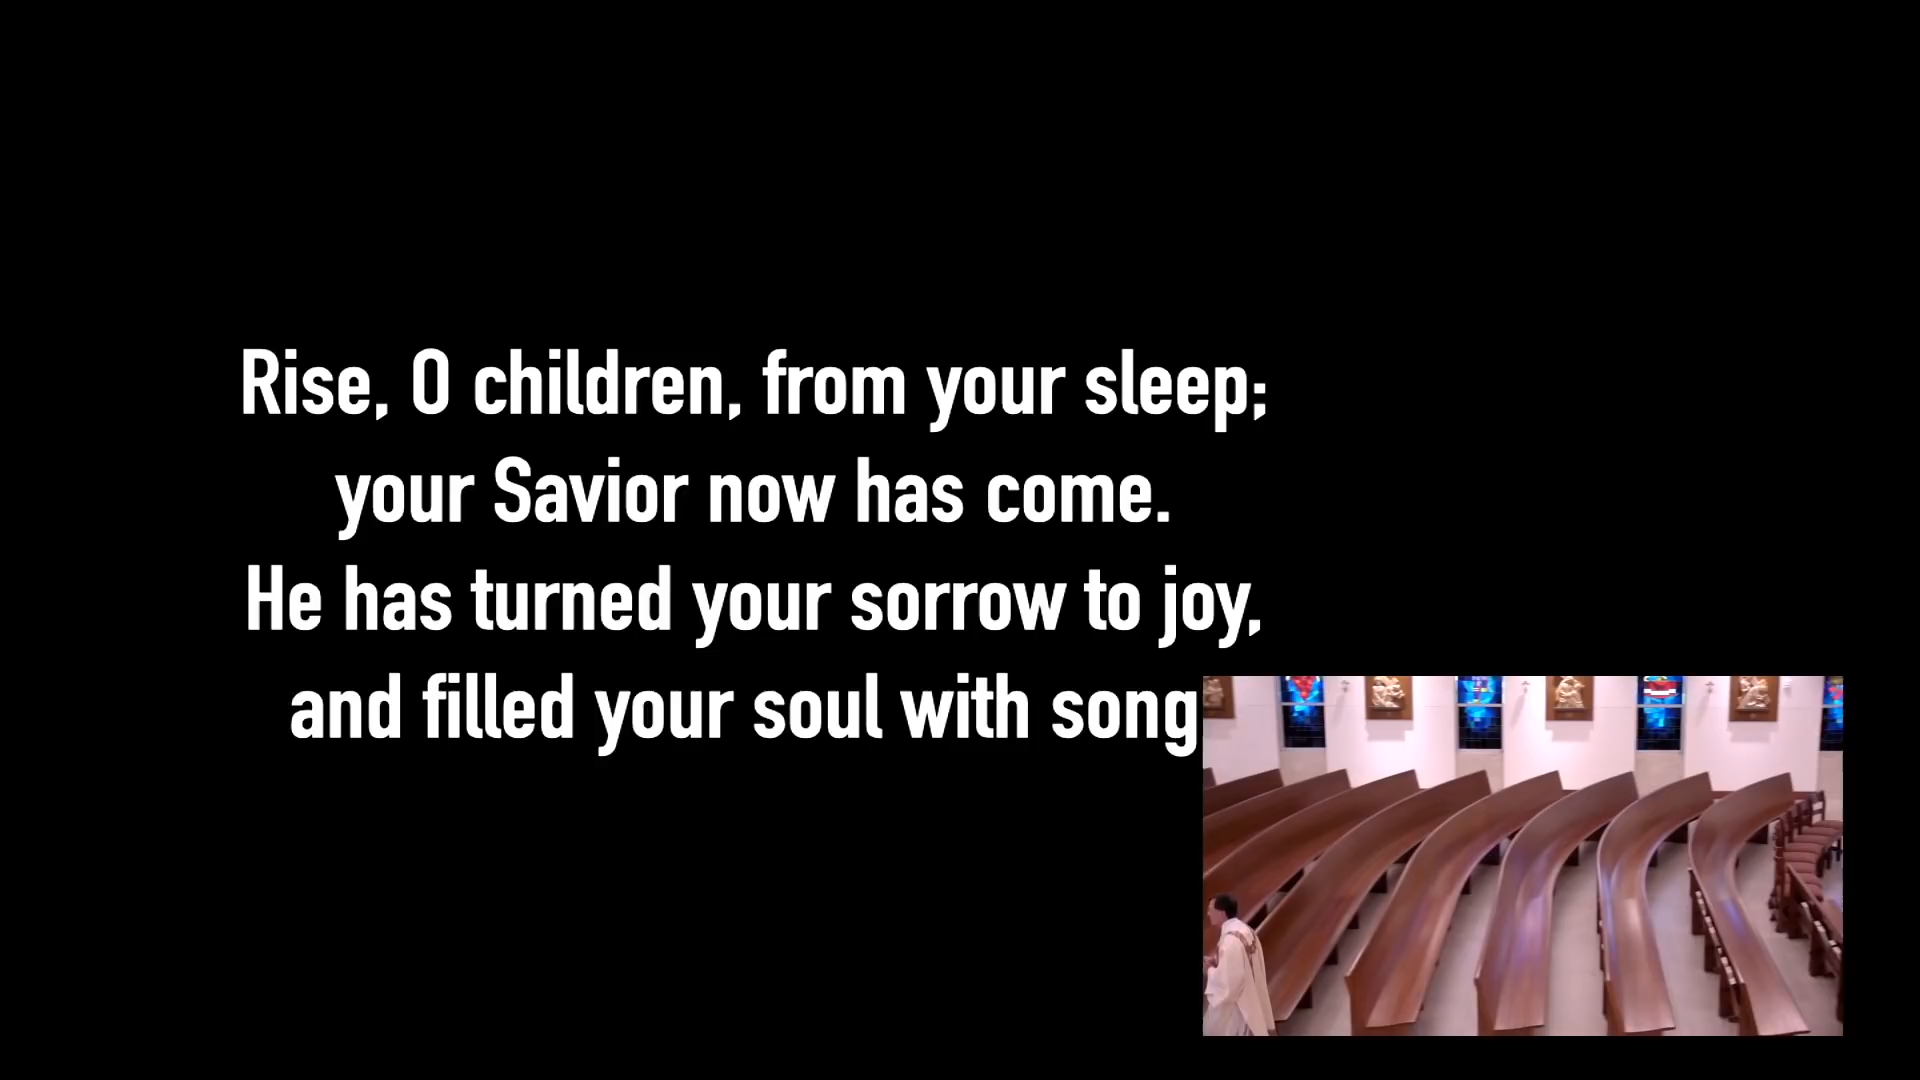 Rise, O children, from your sleep;
your Savior now has come.
He has turned your sorrow to joy,
and filled your soul with song